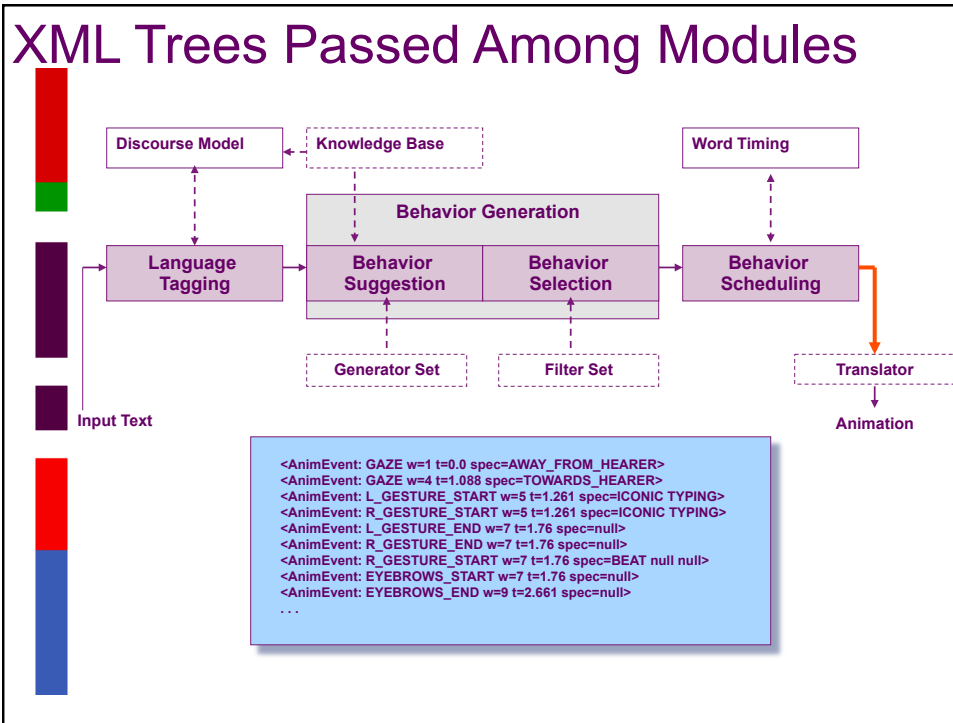 XML Trees Passed Among Modules
Discourse Model
Knowledge Base
Word Timing
Behavior Generation
Language
Tagging
Behavior
Suggestion
Behavior
Selection
Behavior
Scheduling
Generator Set
Filter Set
Translator
Input Text
Animation
<AnimEvent: GAZE w=1 t=0.0 spec=AWAY_FROM_HEARER>
<AnimEvent: GAZE w=4 t=1.088 spec=TOWARDS_HEARER>
<AnimEvent: L_GESTURE_START w=5 t=1.261 spec=ICONIC TYPING>
<AnimEvent: R_GESTURE_START w=5 t=1.261 spec=ICONIC TYPING>
<AnimEvent: L_GESTURE_END w=7 t=1.76 spec=null>
<AnimEvent: R_GESTURE_END w=7 t=1.76 spec=null>
<AnimEvent: R_GESTURE_START w=7 t=1.76 spec=BEAT null null>
<AnimEvent: EYEBROWS_START w=7 t=1.76 spec=null>
<AnimEvent: EYEBROWS_END w=9 t=2.661 spec=null>
. . .